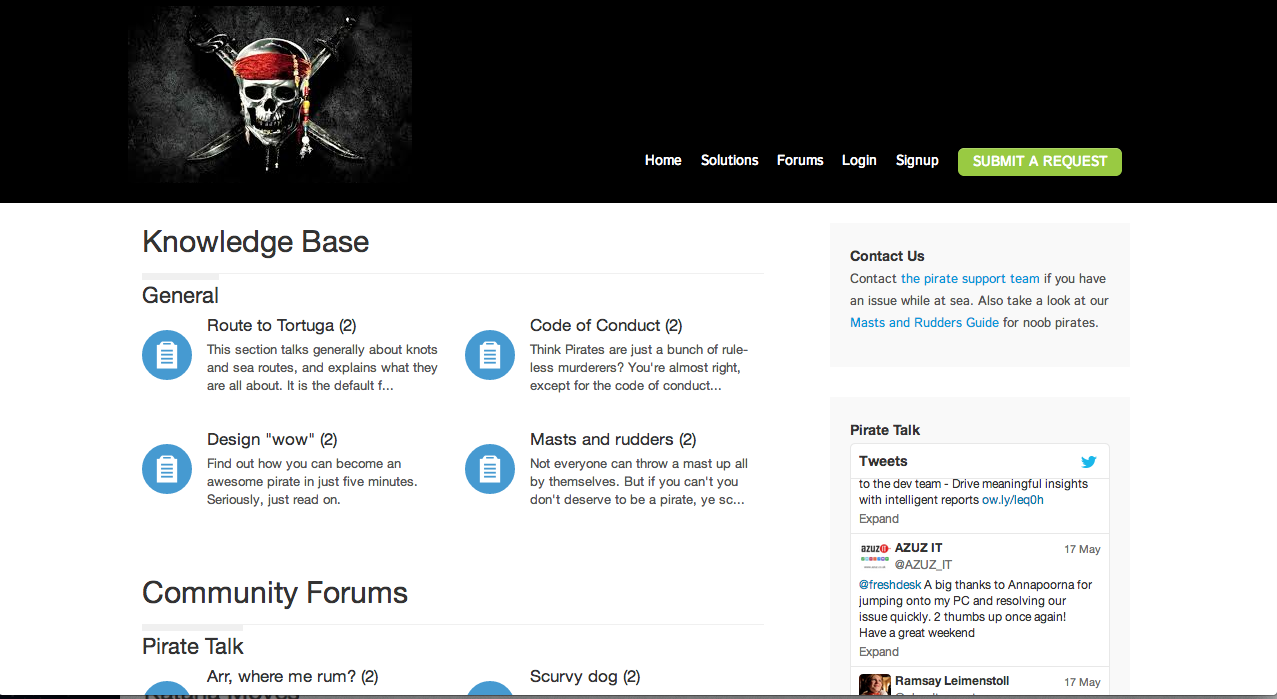 Home Solutions Forums Login Signup SUBMIT A REQUEST
Knowledge Base
General
Route to Tortuga (2)
This section talks generally about knots
and sea routes, and explains what they
are all about. It is the default f...
Code of Conduct (2)
Think Pirates are just a bunch of rule-
less murderers? You're almost right,
except for the code of conduct...
Design "wow" (2)
Find out how you can become an
awesome pirate in just five minutes.
Seriously, just read on.
Masts and rudders (2)
Not everyone can throw a mast up all
by themselves. But if you can't you
don't deserve to be a pirate, ye sc...
Community Forums
Pirate Talk
Arr, where me rum? (2)
Scurvy dog (2)
Contact Us
Contact the pirate support team if you have
an issue while at sea. Also take a look at our
Masts and Rudders Guide for noob pirates.
Pirate Talk
Tweets
to the dev team - Drive meaningful insights
with intelligent reports ow.ly/leq0h
Expand
azuz IT
AZUZ IT 17 May
@AZUZ_IT
@freshdesk A big thanks to Annapoorna for
jumping onto my PC and resolving our
issue quickly. 2 thumbs up once again!
Have a great weekend
Expand
Ramsay Leimenstoll 17 May